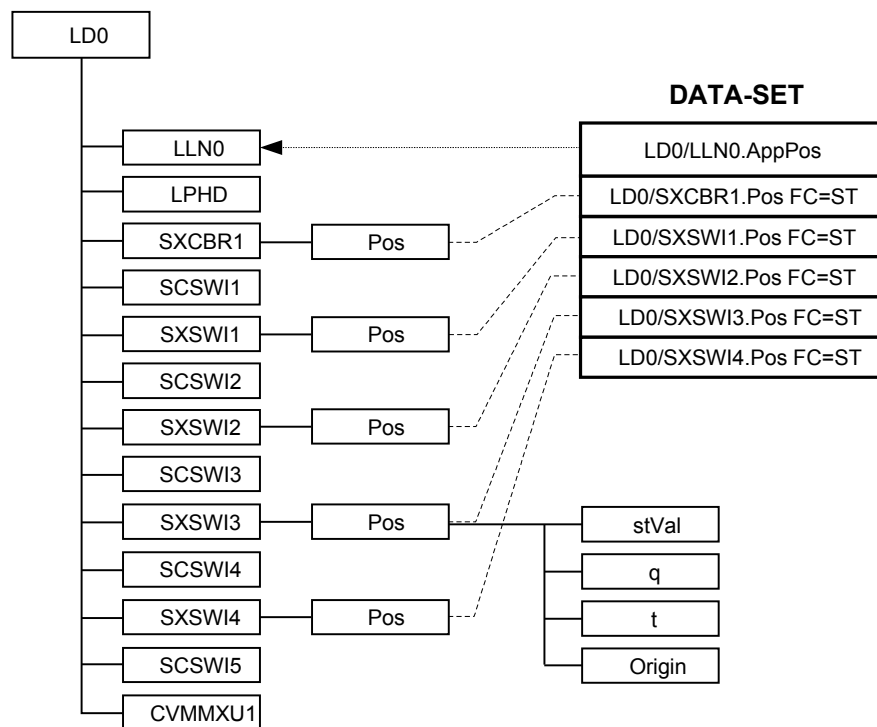 LD0
DATA-SET
LLN0
LD0/LLN0.AppPos
LPHD
LD0/SXCBR1.Pos FC=ST
SXCBR1
Pos
LD0/SXSWI1.Pos FC=ST
SCSWI1
LD0/SXSWI2.Pos FC=ST
SXSWI1
Pos
LD0/SXSWI3.Pos FC=ST
LD0/SXSWI4.Pos FC=ST
SCSWI2
SXSWI2
Pos
SCSWI3
SXSWI3
Pos
stVal
SCSWI4
q
SXSWI4
Pos
t
SCSWI5
Origin
CVMMXU1